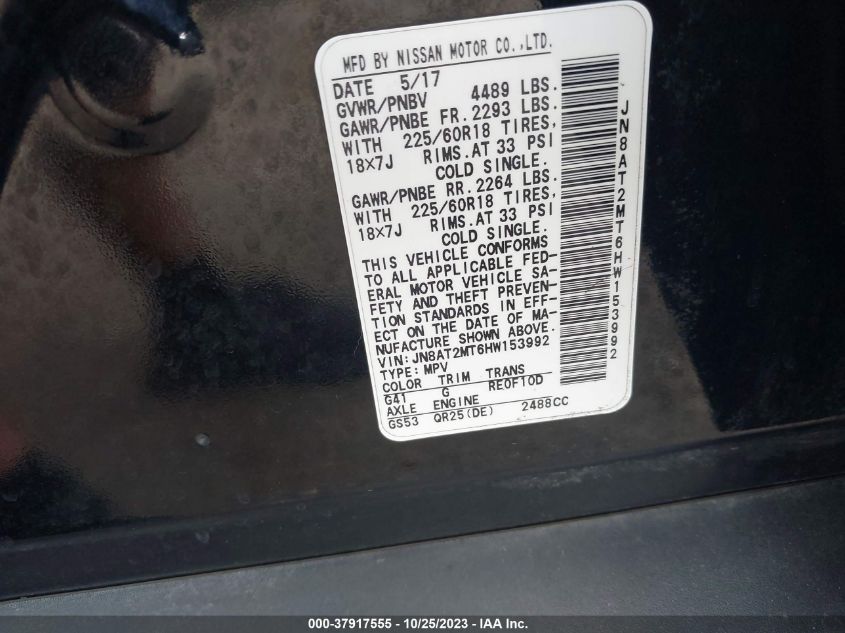 MFD BY NISSAN MOTOR CO.,LTD.
DATE 5/17
GVWR/PNBV 4489 LBS.
GAWR/PNBE FR. 2293 LBS.
WITH 225/60R18 TIRES,
18X7J RIMS.AT 33 PSI
COLD SINGLE.
GAWR/PNBE RR. 2264 LBS.
WITH 225/60R18 TIRES,
18X7J RIMS.AT 33 PSI
COLD SINGLE.
THIS VEHICLE CONFORMS
TO ALL APPLICABLE FED-
ERAL MOTOR VEHICLE SA-
FETY AND THEFT PREVEN-
TION STANDARDS IN EFF-
ECT ON THE DATE OF MA-
NUFACTURE SHOWN ABOVE.
VIN: JN8AT2MT6HW153992
TYPE: MPV
COLOR TRIM TRANS
G41 G RE0F10D
AXLE ENGINE
GS53 QR25(DE) 2488CC
JN8AT2MT6HW153992
000-37917555 - 10/25/2023 - IAA Inc.